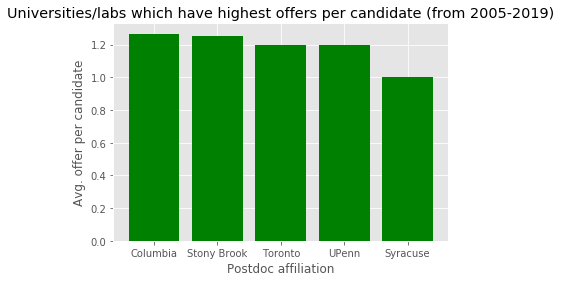 Universities/labs which have highest offers per candidate (from 2005-2019)
Avg. offer per candidate
1.2
1.0
0.8
0.6
0.4
0.2
0.0
Columbia Stony Brook Toronto UPenn Syracuse
Postdoc affiliation